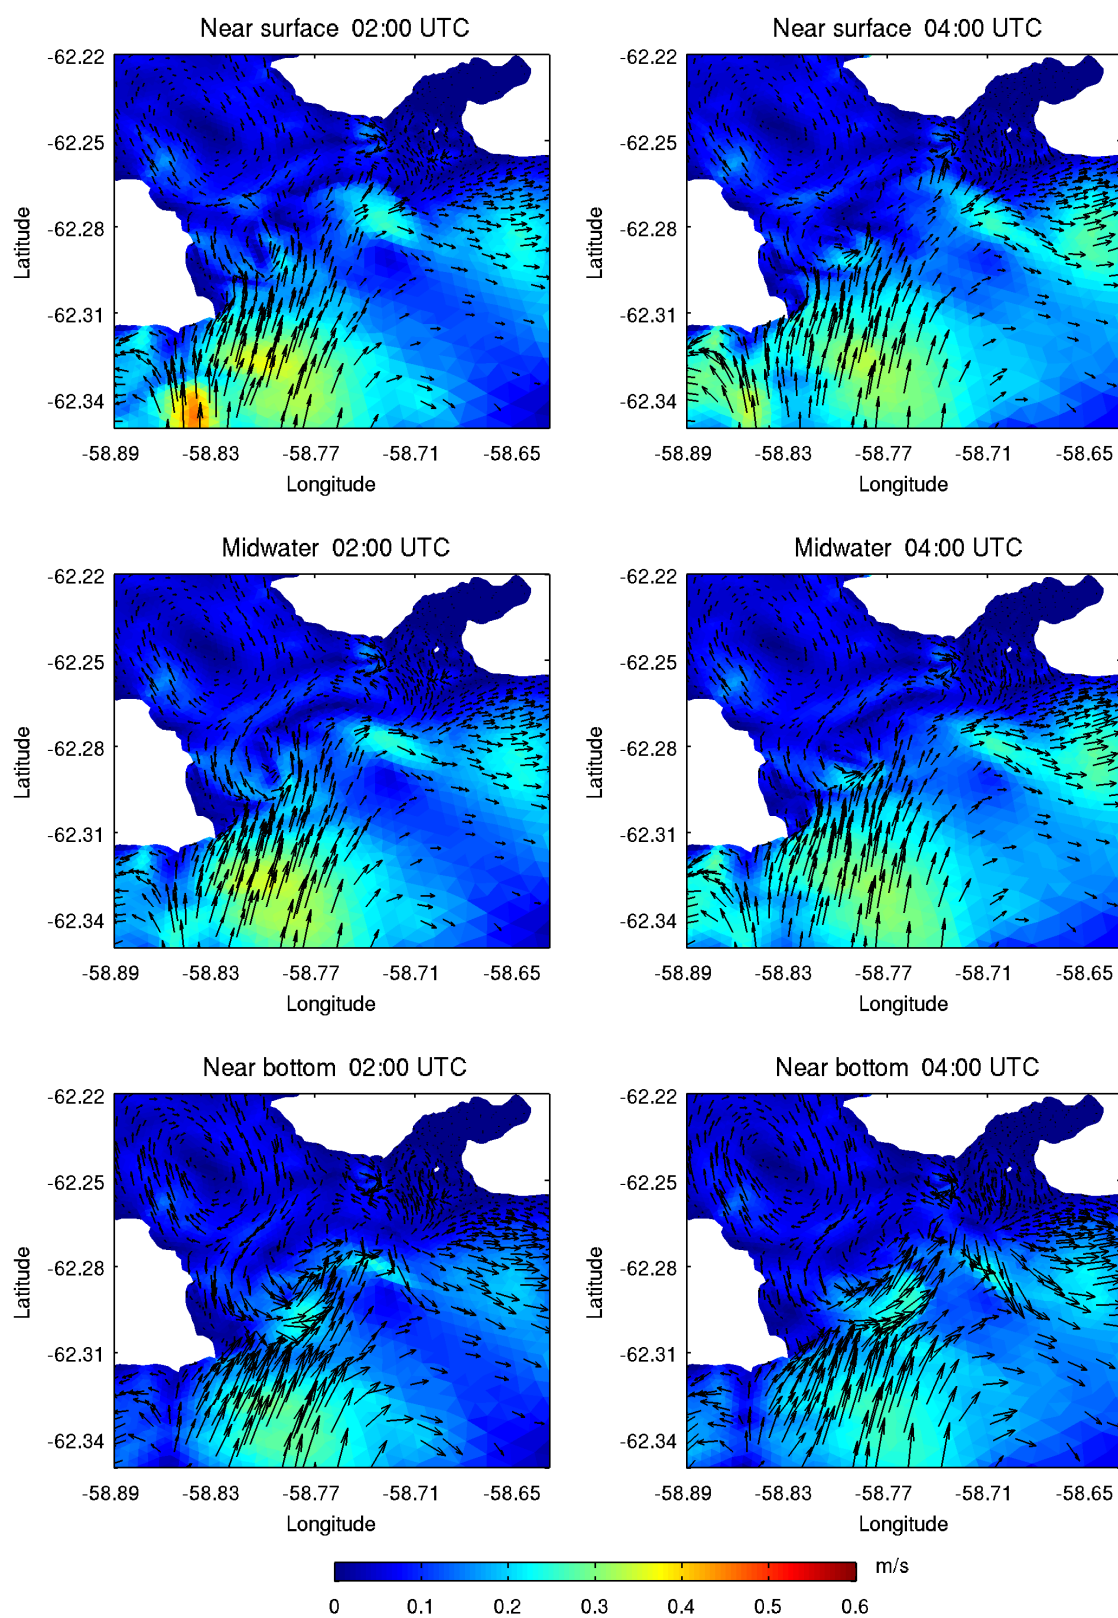 Near surface 02:00 UTC
Near surface 04:00 UTC
-62.22
-62.25
-62.28
-62.31
-62.34
Latitude
-58.89 -58.83 -58.77 -58.71 -58.65
Longitude
-62.22
-62.25
-62.28
-62.31
-62.34
Latitude
-58.89 -58.83 -58.77 -58.71 -58.65
Longitude
Midwater 02:00 UTC
Midwater 04:00 UTC
-62.22
-62.25
-62.28
-62.31
-62.34
Latitude
-58.89 -58.83 -58.77 -58.71 -58.65
Longitude
-62.22
-62.25
-62.28
-62.31
-62.34
Latitude
-58.89 -58.83 -58.77 -58.71 -58.65
Longitude
Near bottom 02:00 UTC
Near bottom 04:00 UTC
-62.22
-62.25
-62.28
-62.31
-62.34
Latitude
-58.89 -58.83 -58.77 -58.71 -58.65
Longitude
-62.22
-62.25
-62.28
-62.31
-62.34
Latitude
-58.89 -58.83 -58.77 -58.71 -58.65
Longitude
m/s
0 0.1 0.2 0.3 0.4 0.5 0.6